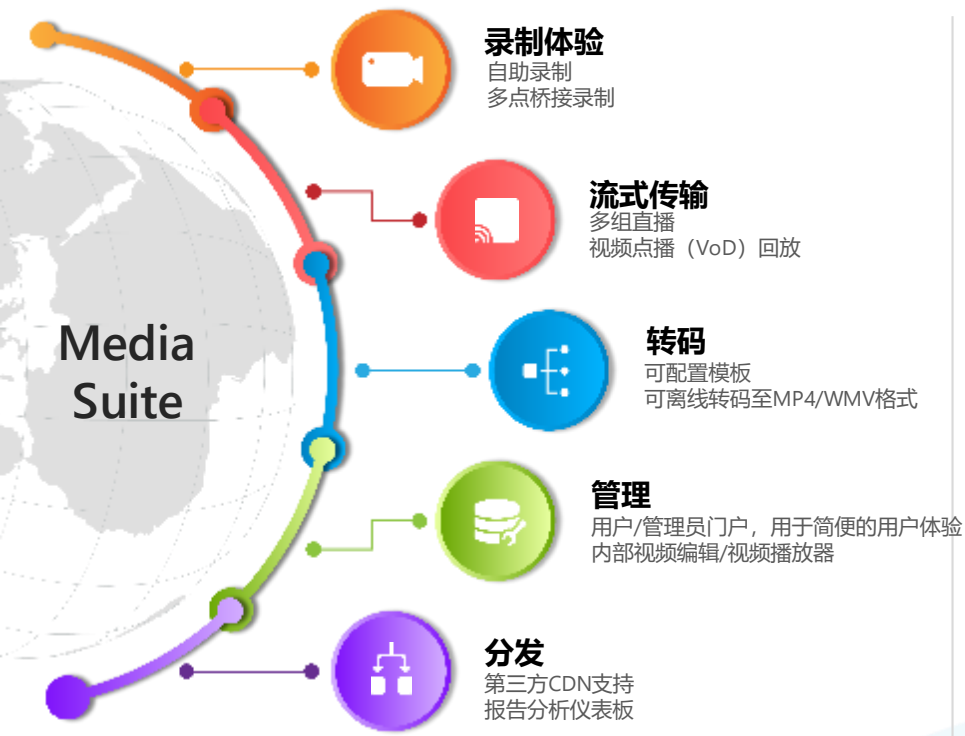 录制体验
自助录制
多点桥接录制
流式传输
多组直播
视频点播（VoD）回放
Media
Suite
转码
可配置模板
可离线转码至MP4/WMV格式
管理
用户/管理员门户，用于简便的用户体验
内部视频编辑/视频播放器
分发
第三方CDN支持
报告分析仪表板